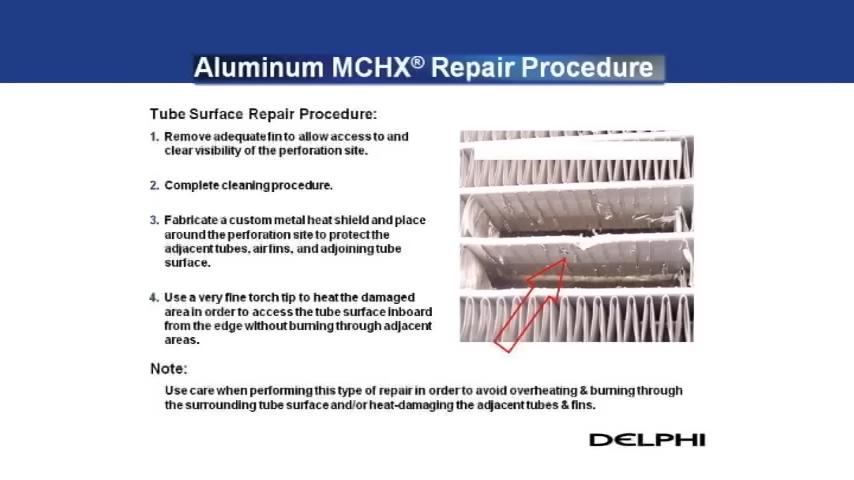 Aluminum MCHX® Repair Procedure
Tube Surface Repair Procedure:
1. Remove adequate fin to allow access to and
clear visibility of the perforation site.
2. Complete cleaning procedure.
3. Fabricate a custom metal heat shield and place
around the perforation site to protect the
adjacent tubes, air fins, and adjoining tube
surface.
4. Use a very fine torch tip to heat the damaged
area in order to access the tube surface inboard
from the edge without burning through adjacent
areas.
Note:
Use care when performing this type of repair in order to avoid overheating & burning through
the surrounding tube surface and/or heat-damaging the adjacent tubes & fins.
DELPHI